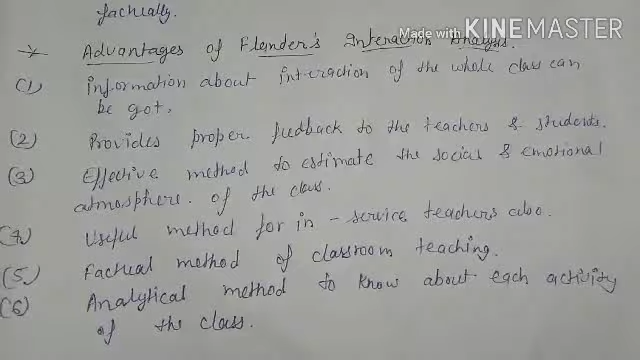 factually.
Made with KINEMASTER
* Advantages of Flander's Interaction Analysis.
(1) Information about interaction of the whole class can
be got.
(2) Provides proper fudback to the teachers & students.
(3) Effective method to estimate the social & emotional
atmosphere. of the class.
(4) Useful method for in - service teachers also.
(5) Factual method of classroom teaching.
(6) Analytical method to know about each activity
of the class.